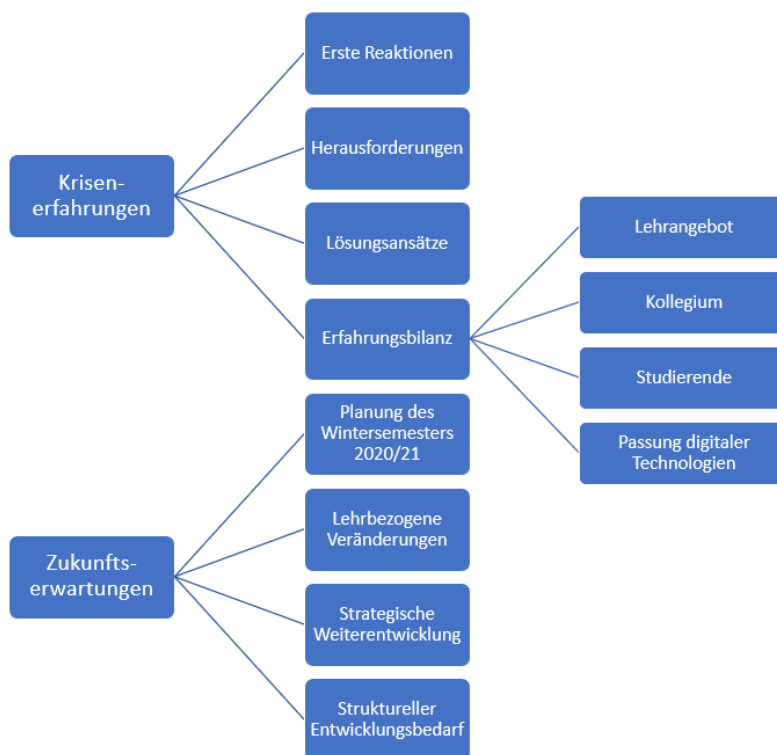 Krisen-
erfahrungen
Erste Reaktionen
Herausforderungen
Lösungsansätze
Erfahrungsbilanz
Lehrangebot
Kollegium
Studierende
Passung digitaler
Technologien
Zukunfts-
erwartungen
Planung des
Wintersemesters
2020/21
Lehrbezogene
Veränderungen
Strategische
Weiterentwicklung
Struktureller
Entwicklungsbedarf